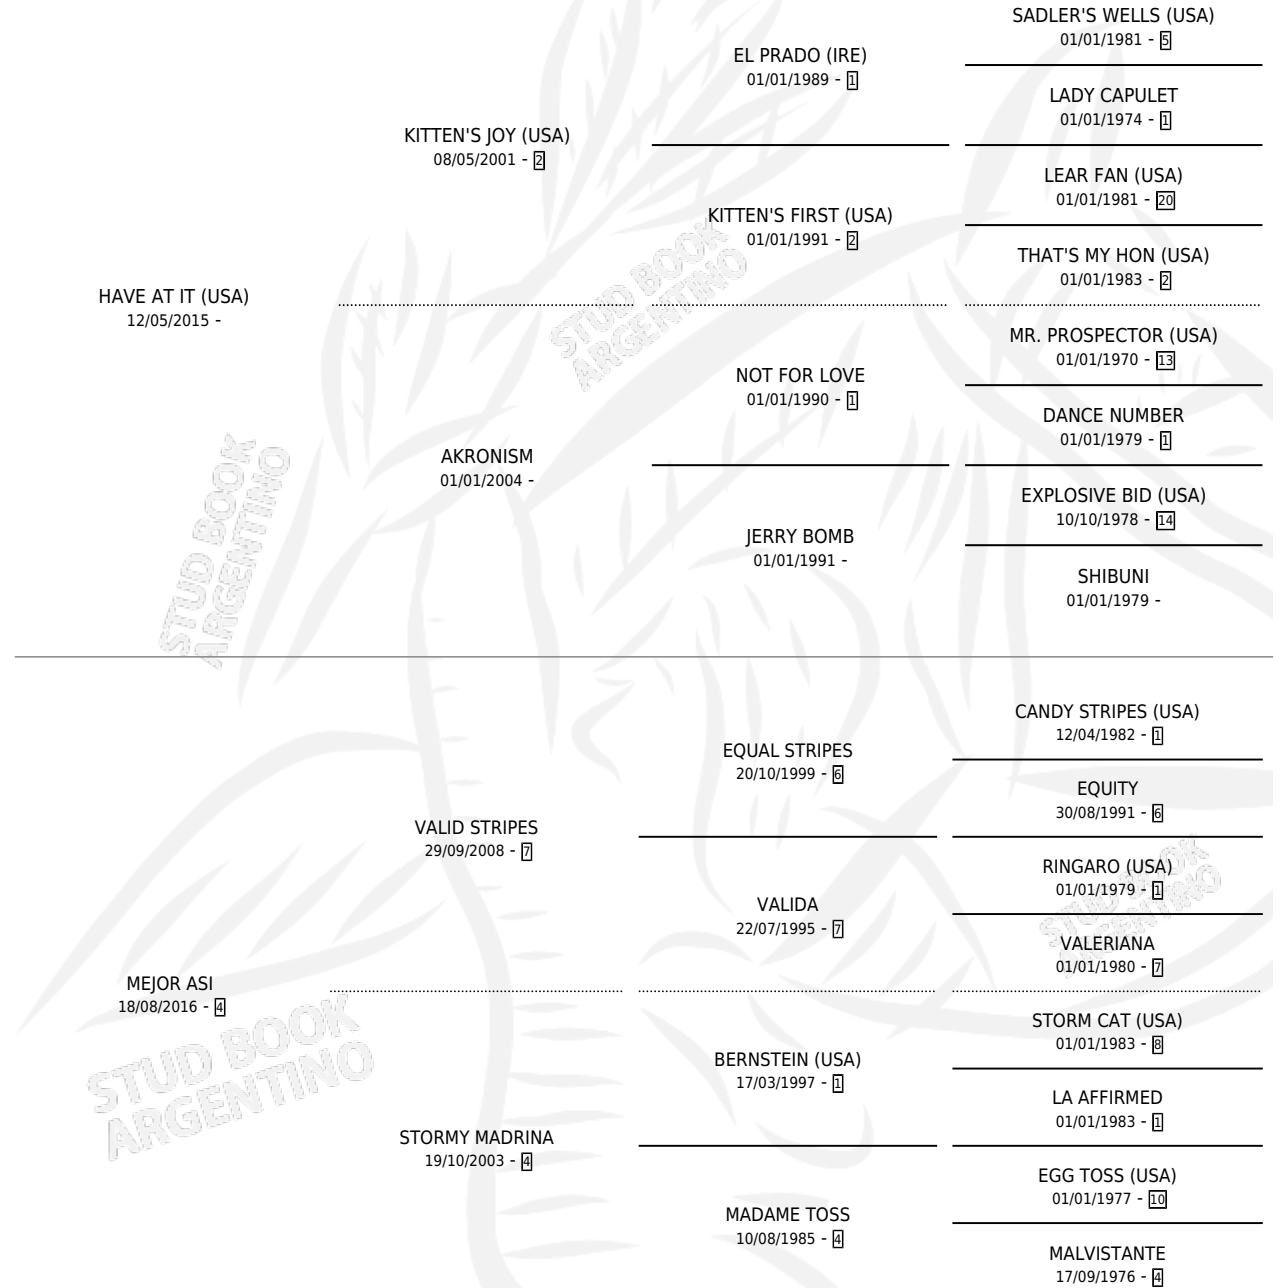 SADLER'S WELLS (USA)
01/01/1981 - 5
EL PRADO (IRE)
01/01/1989 - 1
LADY CAPULET
01/01/1974 - 1
KITTEN'S JOY (USA)
08/05/2001 - 2
LEAR FAN (USA)
01/01/1981 - 20
KITTEN'S FIRST (USA)
01/01/1991 - 2
THAT'S MY HON (USA)
01/01/1983 - 2
HAVE AT IT (USA)
12/05/2015 -
STUD BOOK
ARGENTINO
MR. PROSPECTOR (USA)
01/01/1970 - 13
NOT FOR LOVE
01/01/1990 - 1
DANCE NUMBER
01/01/1979 - 1
AKRONISM
01/01/2004 -
EXPLOSIVE BID (USA)
10/10/1978 - 14
JERRY BOMB
01/01/1991 -
SHIBUNI
01/01/1979 -
STUD BOOK
ARGENTINO
CANDY STRIPES (USA)
12/04/1982 - 1
EQUAL STRIPES
20/10/1999 - 6
EQUITY
30/08/1991 - 6
VALID STRIPES
29/09/2008 - 7
RINGARO (USA)
01/01/1979 - 1
VALIDA
22/07/1995 - 7
STUD BOOK
ARGENTINO
VALERIANA
01/01/1980 - 7
MEJOR ASI
18/08/2016 - 4
STORM CAT (USA)
01/01/1983 - 8
BERNSTEIN (USA)
17/03/1997 - 1
STUD BOOK
ARGENTINO
LA AFFIRMED
01/01/1983 - 1
STORMY MADRINA
19/10/2003 - 4
EGG TOSS (USA)
01/01/1977 - 10
MADAME TOSS
10/08/1985 - 4
MALVISTANTE
17/09/1976 - 4